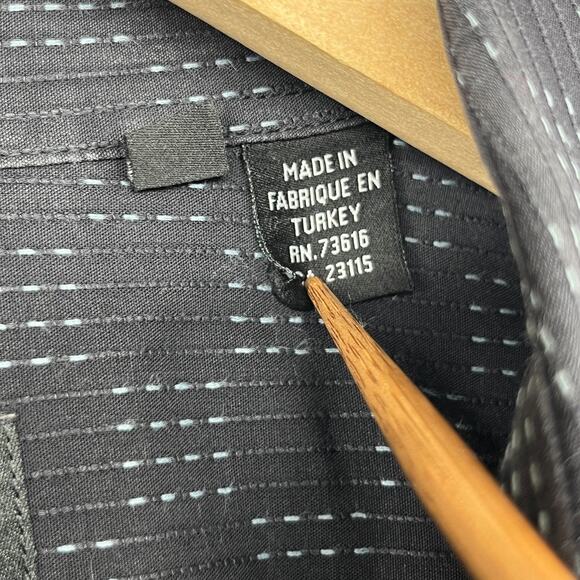 MADE IN
FABRIQUE EN
TURKEY
RN.73616
23115